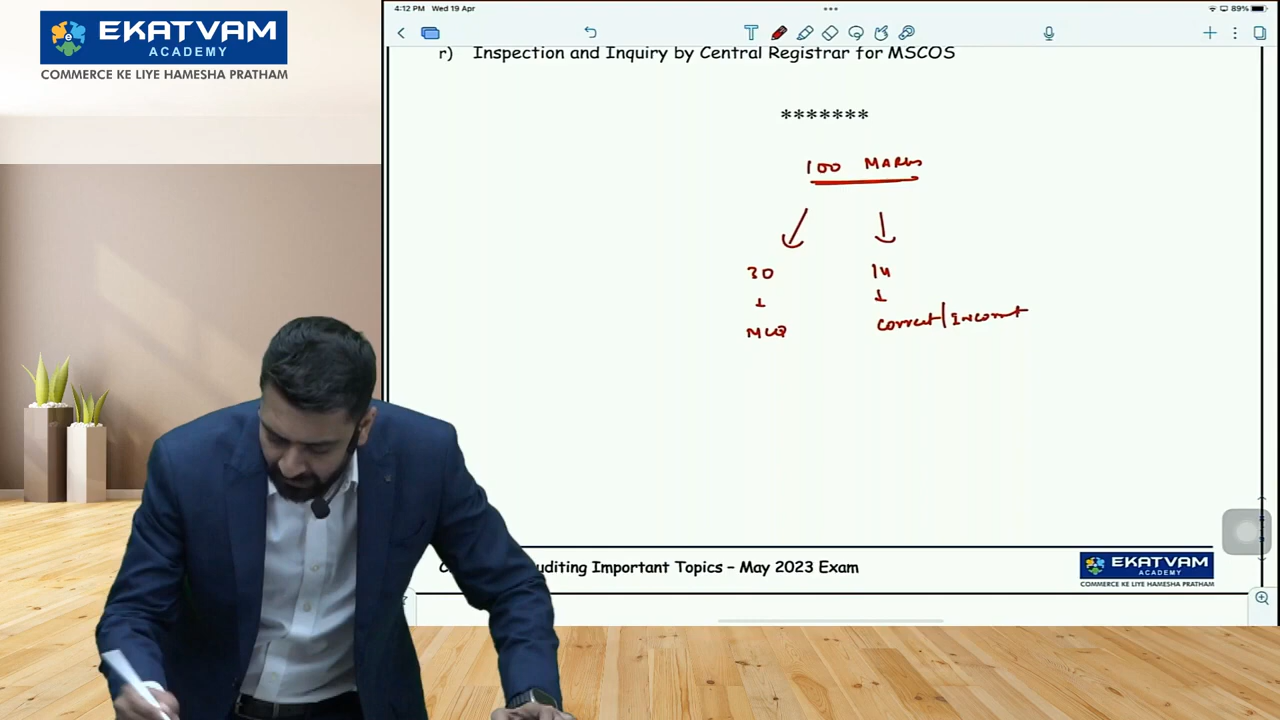 EKATVAM
ACADEMY
COMMERCE KE LIYE HAMESHA PRATHAM
4:12 PM Wed 19 Apr
89%
r) Inspection and Inquiry by Central Registrar for MSCOS
*******
100 MARKS
30 14
MCQ
Correct/Incorrect
uditing Important Topics – May 2023 Exam
EKATVAM
ACADEMY
COMMERCE KE LIYE HAMESHA PRATHAM